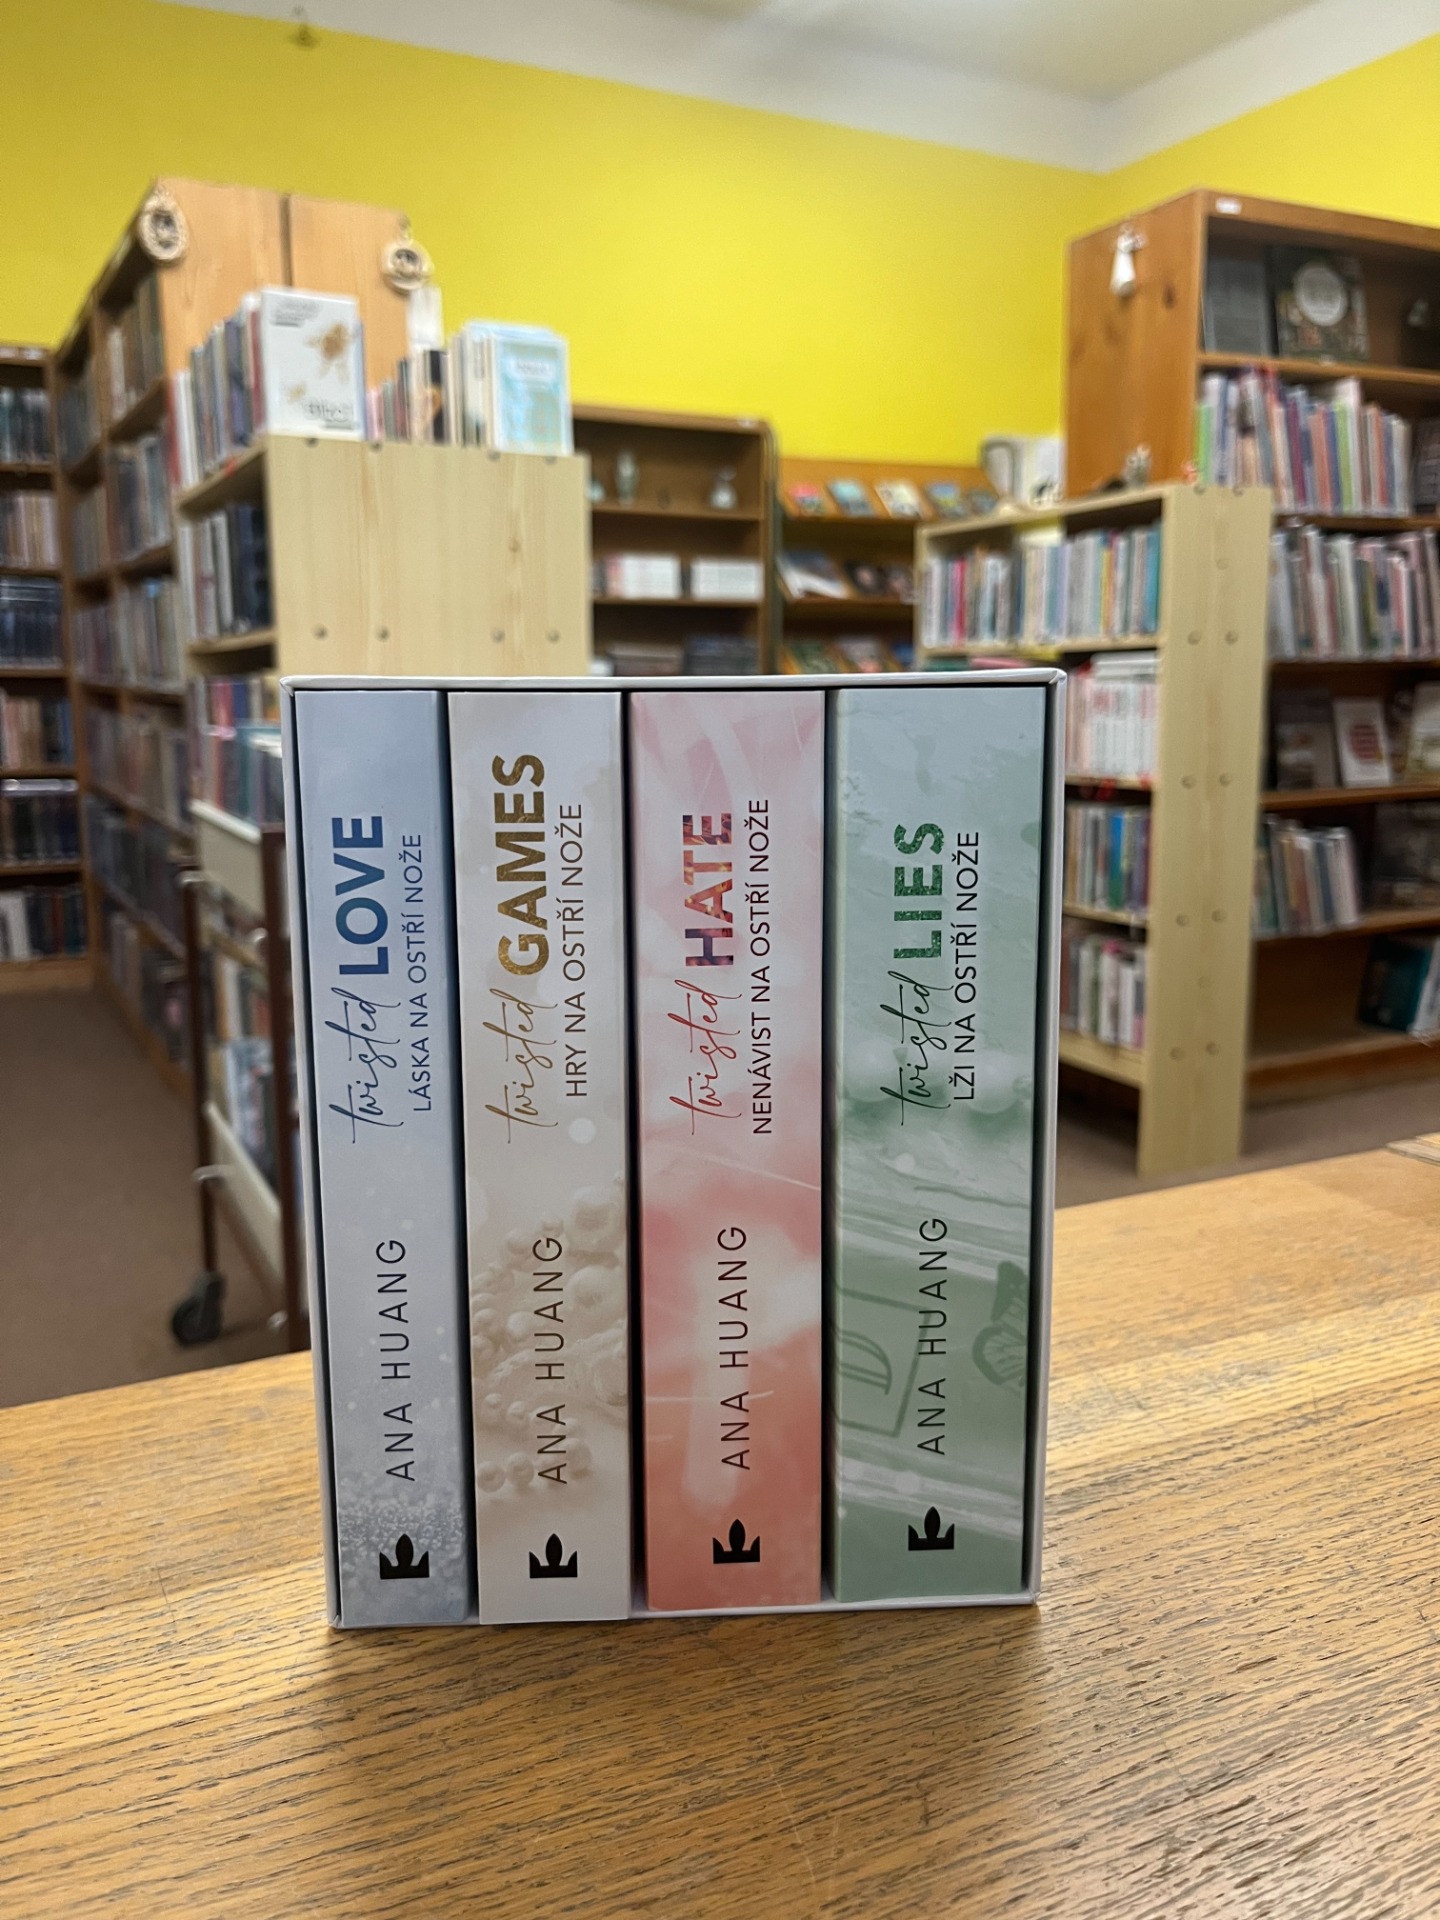 twisted LOVE
LÁSKA NA OSTŘÍ NOŽE
ANA HUANG
twisted GAMES
HRY NA OSTŘÍ NOŽE
ANA HUANG
twisted HATE
NENÁVIST NA OSTŘÍ NOŽE
ANA HUANG
twisted LIES
LŽI NA OSTŘÍ NOŽE
ANA HUANG